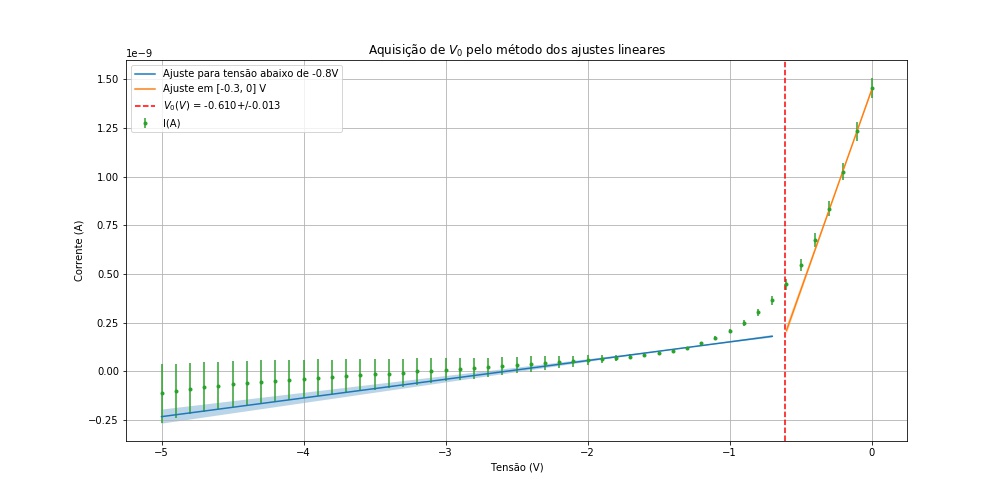 Aquisição de V₀ pelo método dos ajustes lineares
1e−9
Ajuste para tensão abaixo de -0.8V
Ajuste em [-0.3, 0] V
V₀(V) = -0.610+/-0.013
I(A)
1.50
1.25
1.00
0.75
0.50
0.25
0.00
−0.25
Corrente (A)
−5 −4 −3 −2 −1 0
Tensão (V)